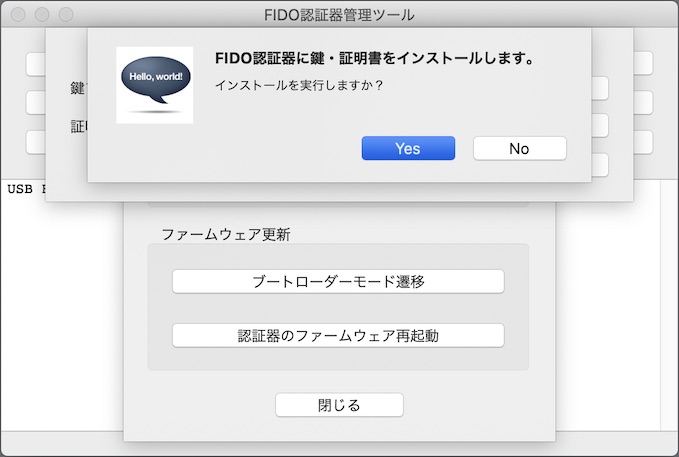 FIDO認証器管理ツール
Hello, world!
FIDO認証器に鍵・証明書をインストールします。
インストールを実行しますか？
Yes
No
鍵
USB
ファームウェア更新
ブートローダーモード遷移
認証器のファームウェア再起動
閉じる